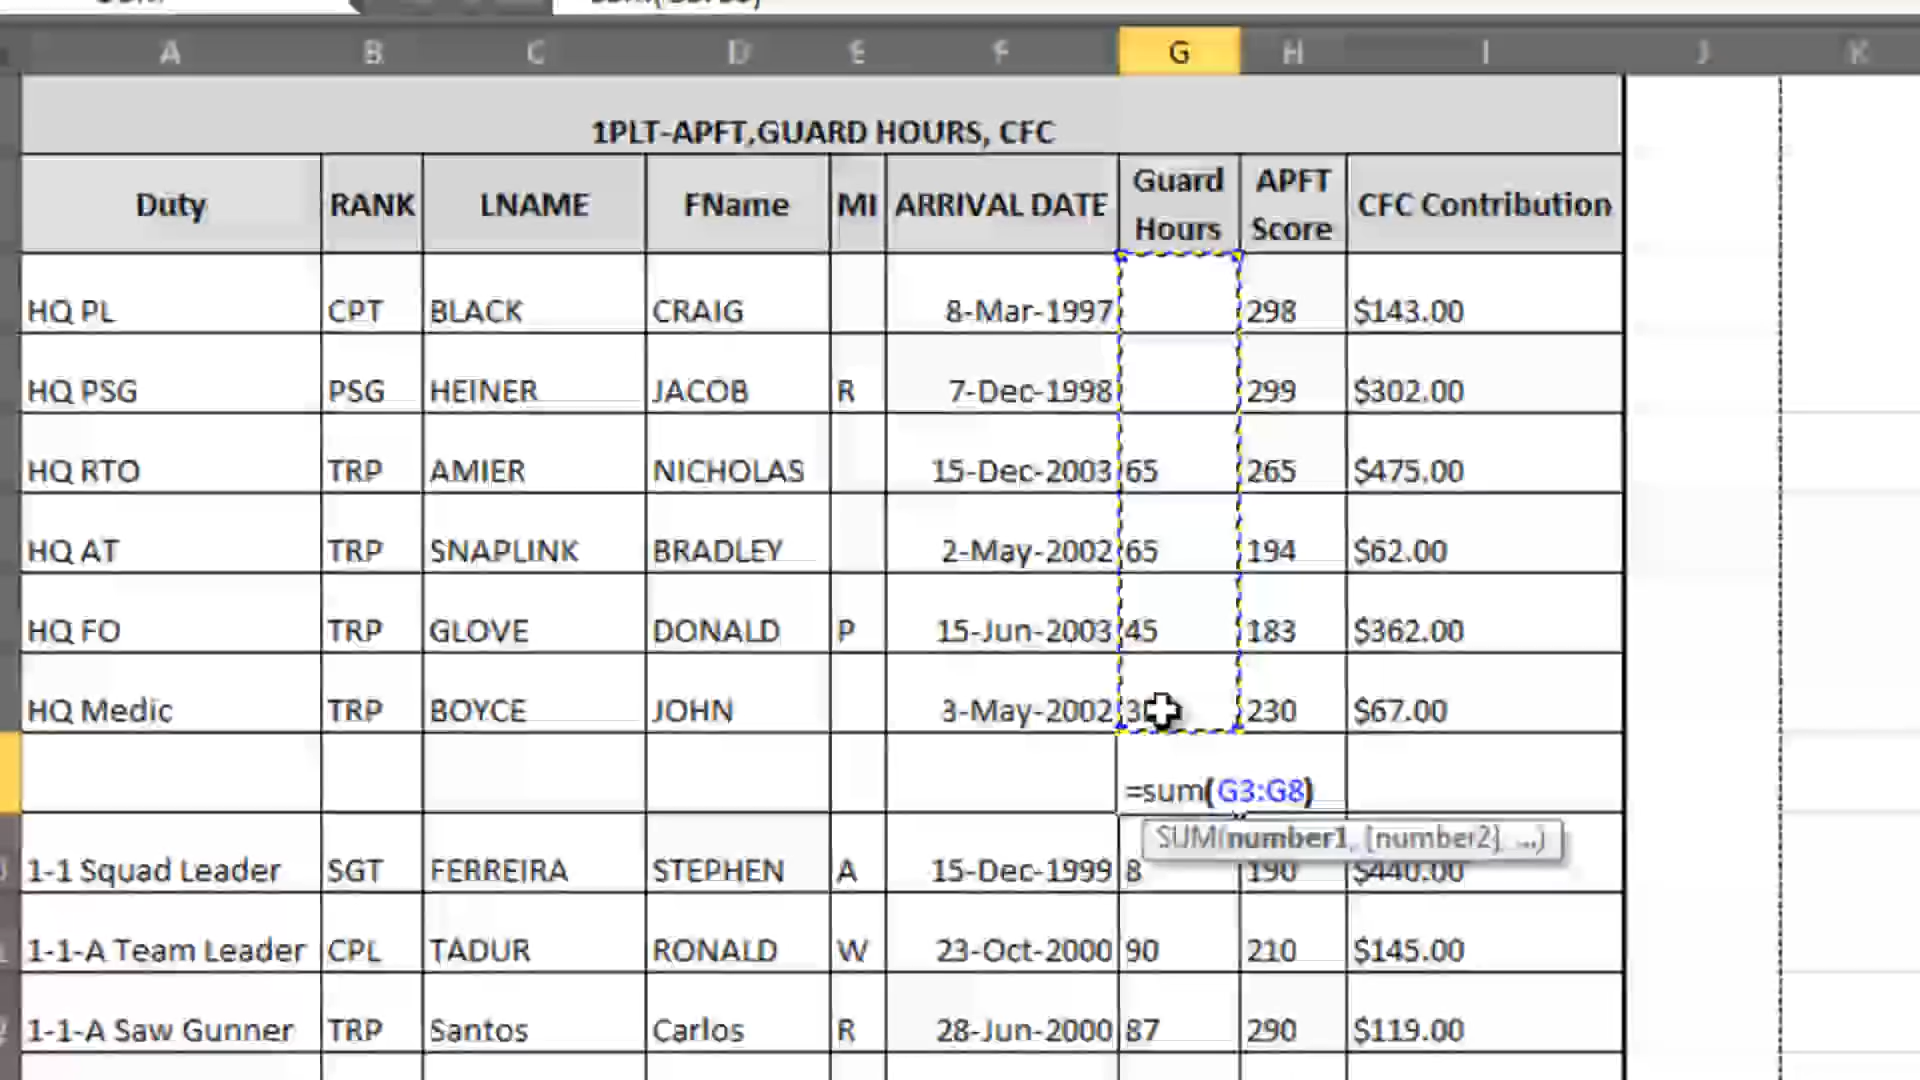 A B C D E F G H I J K
1PLT-APFT,GUARD HOURS, CFC
Duty RANK LNAME FName MI ARRIVAL DATE Guard Hours APFT Score CFC Contribution
HQ PL CPT BLACK CRAIG 8-Mar-1997 298 $143.00
HQ PSG PSG HEINER JACOB R 7-Dec-1998 299 $302.00
HQ RTO TRP AMIER NICHOLAS 15-Dec-2003 65 265 $475.00
HQ AT TRP SNAPLINK BRADLEY 2-May-2002 65 194 $62.00
HQ FO TRP GLOVE DONALD P 15-Jun-2003 45 183 $362.00
HQ Medic TRP BOYCE JOHN 3-May-2002 230 $67.00
=sum(G3:G8)
SUM(number1, [number2], ...)
1-1 Squad Leader SGT FERREIRA STEPHEN A 15-Dec-1999 8 190 $440.00
1-1-A Team Leader CPL TADUR RONALD W 23-Oct-2000 90 210 $145.00
1-1-A Saw Gunner TRP Santos Carlos R 28-Jun-2000 87 290 $119.00